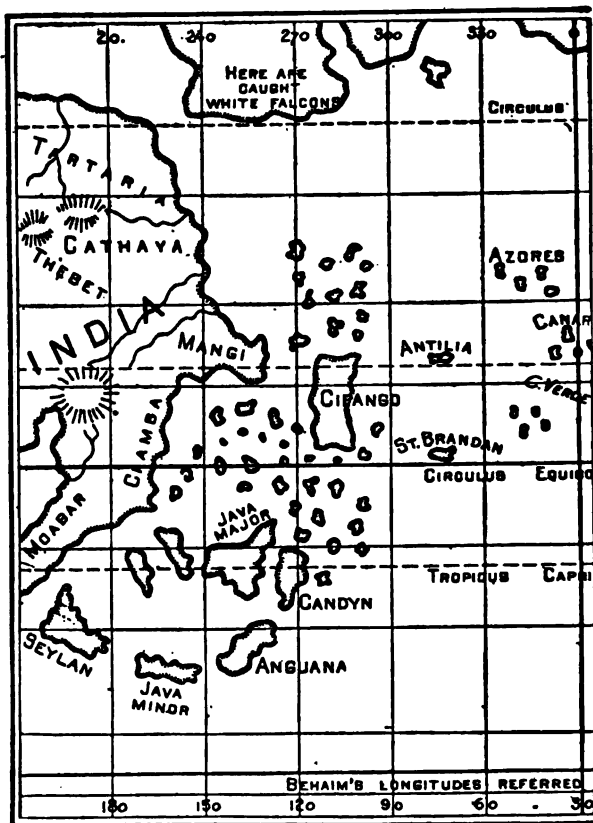 20. 240 270 300 330
HERE ARE
CAUGHT
WHITE FALCONS
CIRCULUS
TARTARIA
CATHAYA
THEBET
AZORES
INDIA
MANGI
ANTILIA
CANAR
CIPANGO
C. VERDE
CIAMBA
ST. BRANDAN
CIRCULUS EQUINO
MOABAR
JAVA
MAJOR
TROPICUS CAPRI
CANDYN
SEYLAN
ANGUANA
JAVA
MINOR
BEHAIM'S LONGITUDES REFERRED
180 150 120 90 60 30